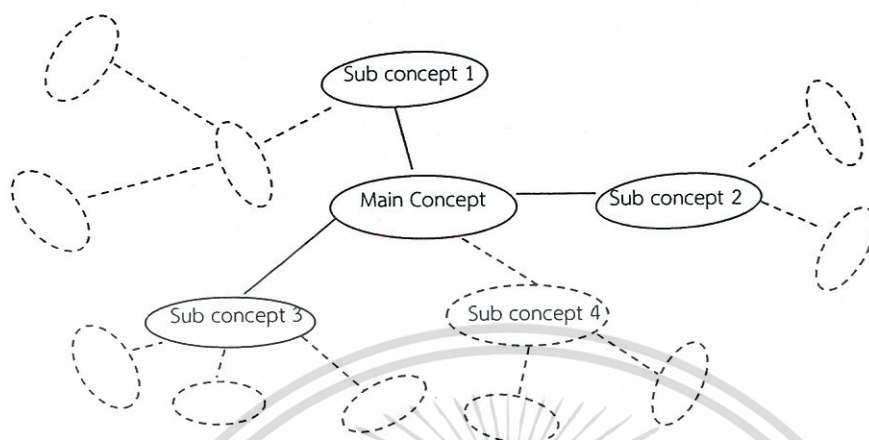 Sub concept 1
Main Concept
Sub concept 2
Sub concept 3
Sub concept 4